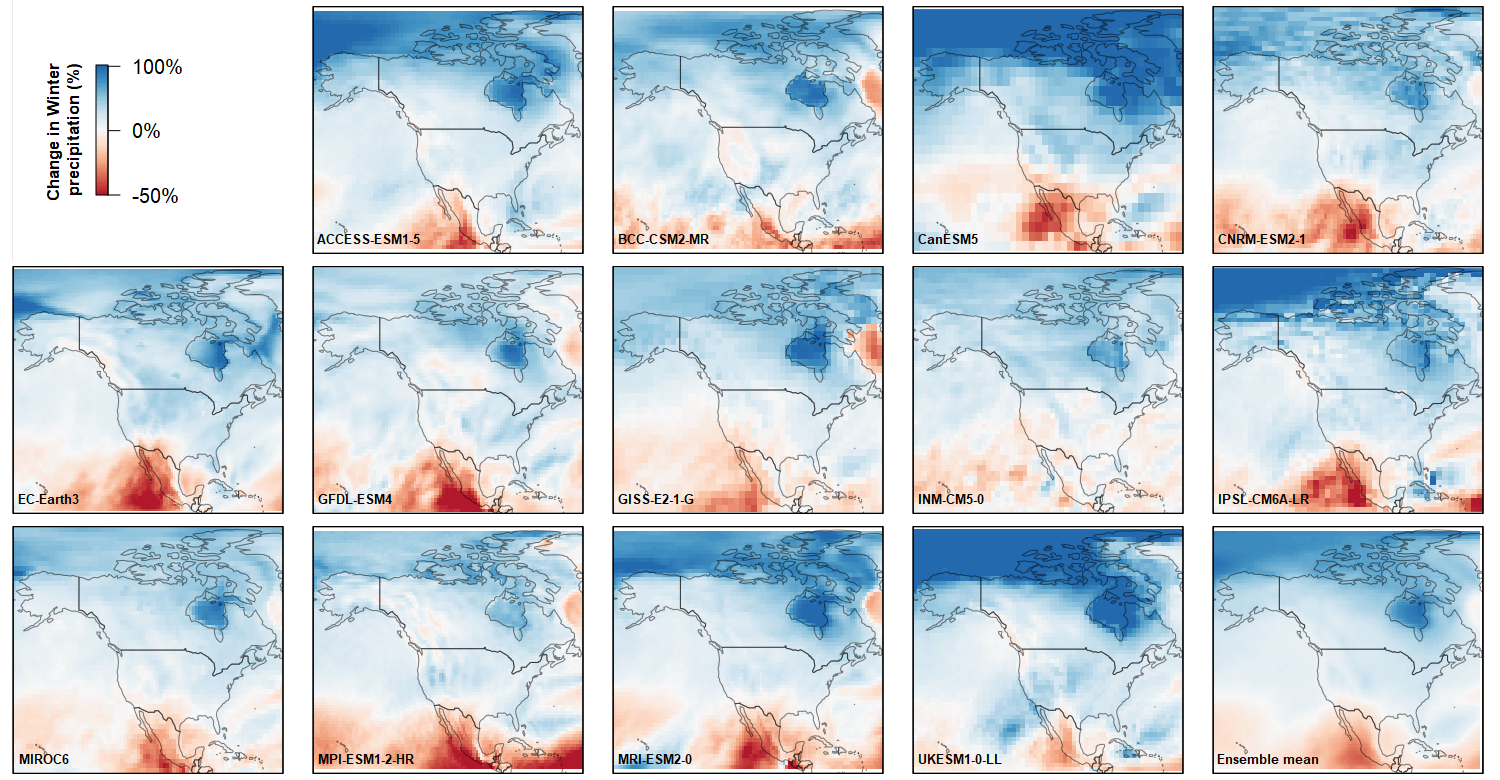 Change in Winter
precipitation (%)
100%
0%
-50%
ACCESS-ESM1-5
BCC-CSM2-MR
CanESM5
CNRM-ESM2-1
EC-Earth3
GFDL-ESM4
GISS-E2-1-G
INM-CM5-0
IPSL-CM6A-LR
MIROC6
MPI-ESM1-2-HR
MRI-ESM2-0
UKESM1-0-LL
Ensemble mean